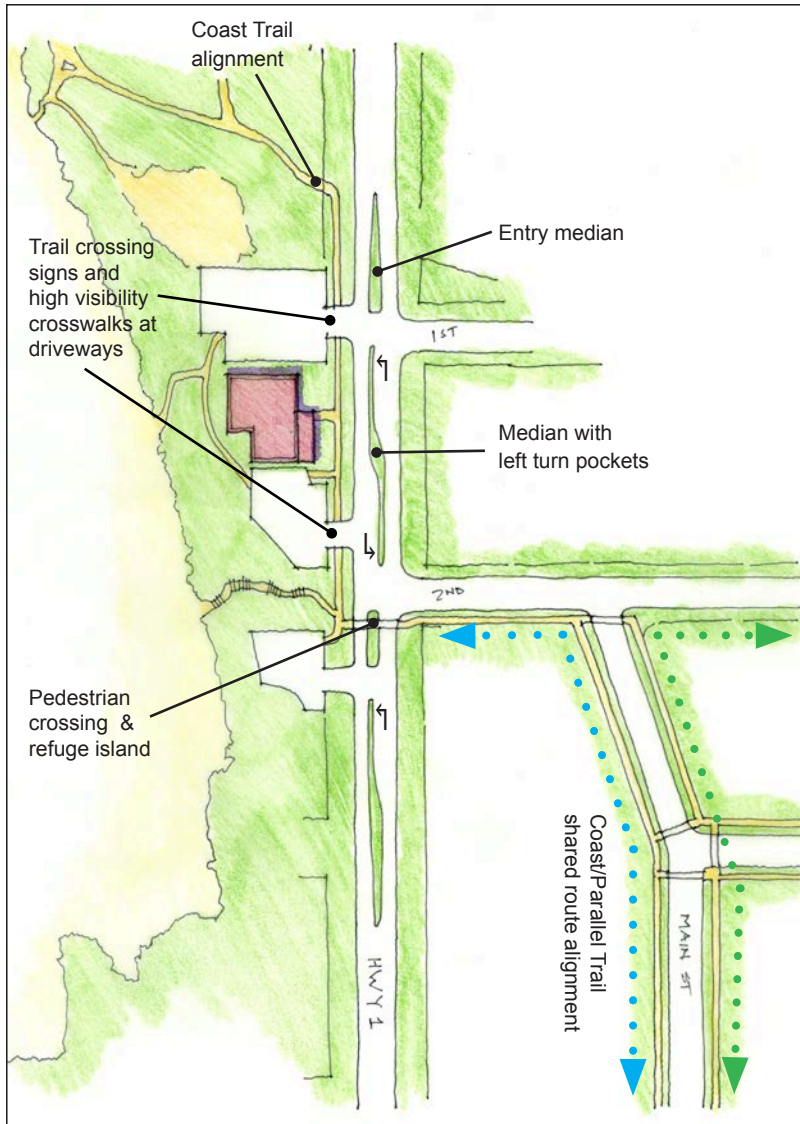 Coast Trail
alignment
Trail crossing
signs and
high visibility
crosswalks at
driveways
Entry median
1ST
Median with
left turn pockets
2ND
Pedestrian
crossing &
refuge island
Coast/Parallel Trail
shared route alignment
MAIN ST
HWY 1